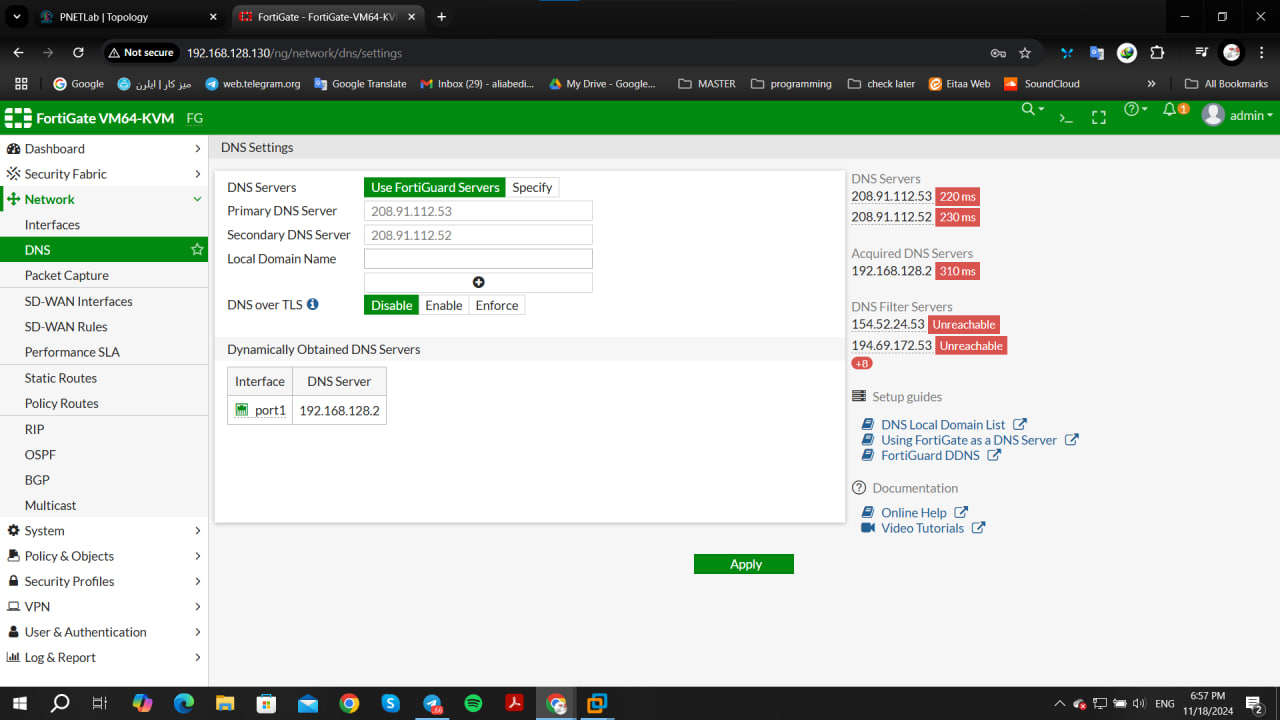 PNETLab | Topology
FortiGate - FortiGate-VM64-KV
Not secure
192.168.128.130/ng/network/dns/settings
Google
میز کار | ایلرن
web.telegram.org
Google Translate
Inbox (29) - aliabedi...
My Drive - Google...
MASTER
programming
check later
Eitaa Web
SoundCloud
»
All Bookmarks
FortiGate VM64-KVM
FG
1
admin
Dashboard
Security Fabric
Network
Interfaces
DNS
Packet Capture
SD-WAN Interfaces
SD-WAN Rules
Performance SLA
Static Routes
Policy Routes
RIP
OSPF
BGP
Multicast
System
Policy & Objects
Security Profiles
VPN
User & Authentication
Log & Report
DNS Settings
DNS Servers
Use FortiGuard Servers
Specify
Primary DNS Server
208.91.112.53
Secondary DNS Server
208.91.112.52
Local Domain Name
DNS over TLS
Disable
Enable
Enforce
Dynamically Obtained DNS Servers
Interface
DNS Server
port1
192.168.128.2
Apply
DNS Servers
208.91.112.53 220 ms
208.91.112.52 230 ms
Acquired DNS Servers
192.168.128.2 310 ms
DNS Filter Servers
154.52.24.53 Unreachable
194.69.172.53 Unreachable
+8
Setup guides
DNS Local Domain List
Using FortiGate as a DNS Server
FortiGuard DDNS
Documentation
Online Help
Video Tutorials
66
ENG
6:57 PM
11/18/2024
2